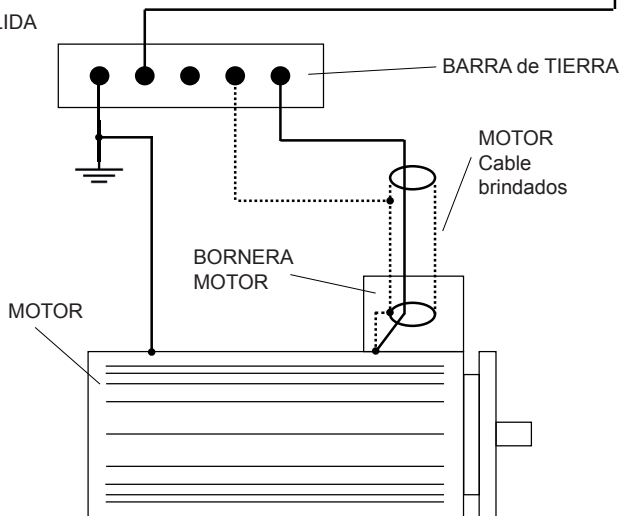 LIDA
BARRA de TIERRA
MOTOR
Cable
brindados
BORNERA
MOTOR
MOTOR